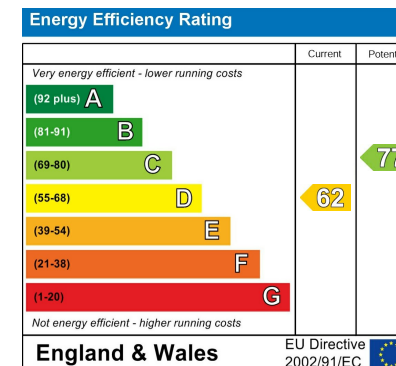 Energy Efficiency Rating
Current
Very energy efficient - lower running costs
(92 plus) A
(81-91) B
(69-80) C
(55-68) D
62
(39-54) E
(21-38) F
(1-20) G
Not energy efficient - higher running costs
England & Wales
EU Directive
2002/91/EC